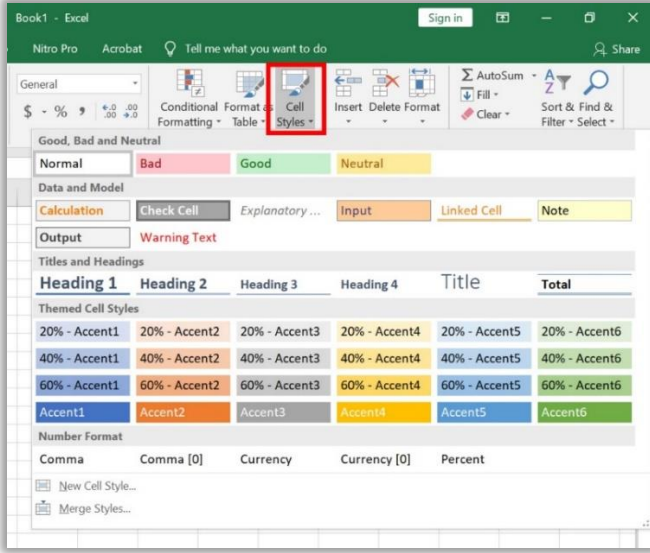 Book1 - Excel Sign in
Nitro Pro Acrobat Tell me what you want to do Share
General
$ - % , .00 .00 .0
Conditional Formatting
Format as Table
Cell Styles
Insert Delete Format
AutoSum
Fill
Clear
Sort & Filter
Find & Select
Good, Bad and Neutral
Normal Bad Good Neutral
Data and Model
Calculation Check Cell Explanatory ... Input Linked Cell Note
Output Warning Text
Titles and Headings
Heading 1 Heading 2 Heading 3 Heading 4 Title Total
Themed Cell Styles
20% - Accent1 20% - Accent2 20% - Accent3 20% - Accent4 20% - Accent5 20% - Accent6
40% - Accent1 40% - Accent2 40% - Accent3 40% - Accent4 40% - Accent5 40% - Accent6
60% - Accent1 60% - Accent2 60% - Accent3 60% - Accent4 60% - Accent5 60% - Accent6
Accent1 Accent2 Accent3 Accent4 Accent5 Accent6
Number Format
Comma Comma [0] Currency Currency [0] Percent
New Cell Style...
Merge Styles...